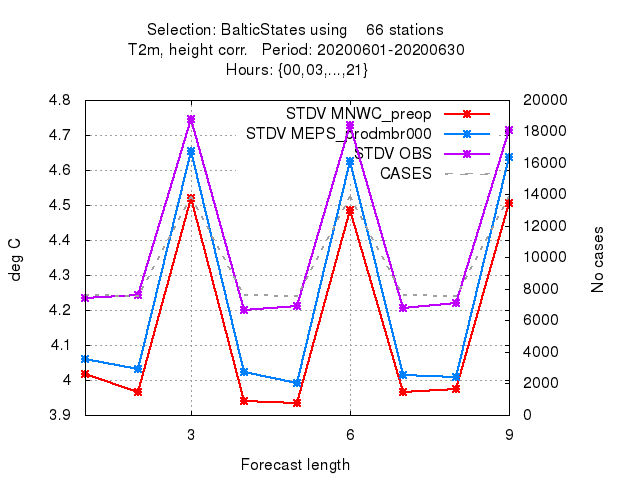 Selection: BalticStates using 66 stations
T2m, height corr. Period: 20200601-20200630
Hours: {00,03,...,21}
STDV MNWC_preop
STDV MEPS_prodmbr000
STDV OBS
CASES
4.8
4.7
4.6
4.5
4.4
4.3
4.2
4.1
4
3.9
20000
18000
16000
14000
12000
10000
8000
6000
4000
2000
0
deg C
No cases
3 6 9
Forecast length